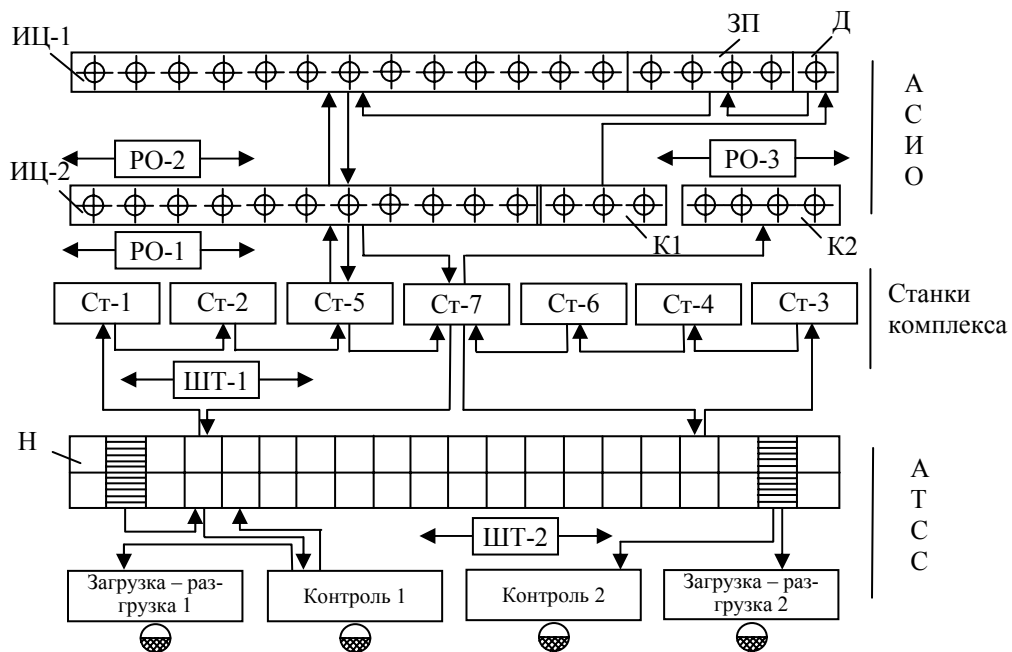 ИЦ-1
ЗП
Д
А
С
И
О
РО-2
РО-3
ИЦ-2
К1
К2
РО-1
Ст-1
Ст-2
Ст-5
Ст-7
Ст-6
Ст-4
Ст-3
Станки
комплекса
ШТ-1
Н
А
Т
С
С
ШТ-2
Загрузка – раз-
грузка 1
Контроль 1
Контроль 2
Загрузка – раз-
грузка 2